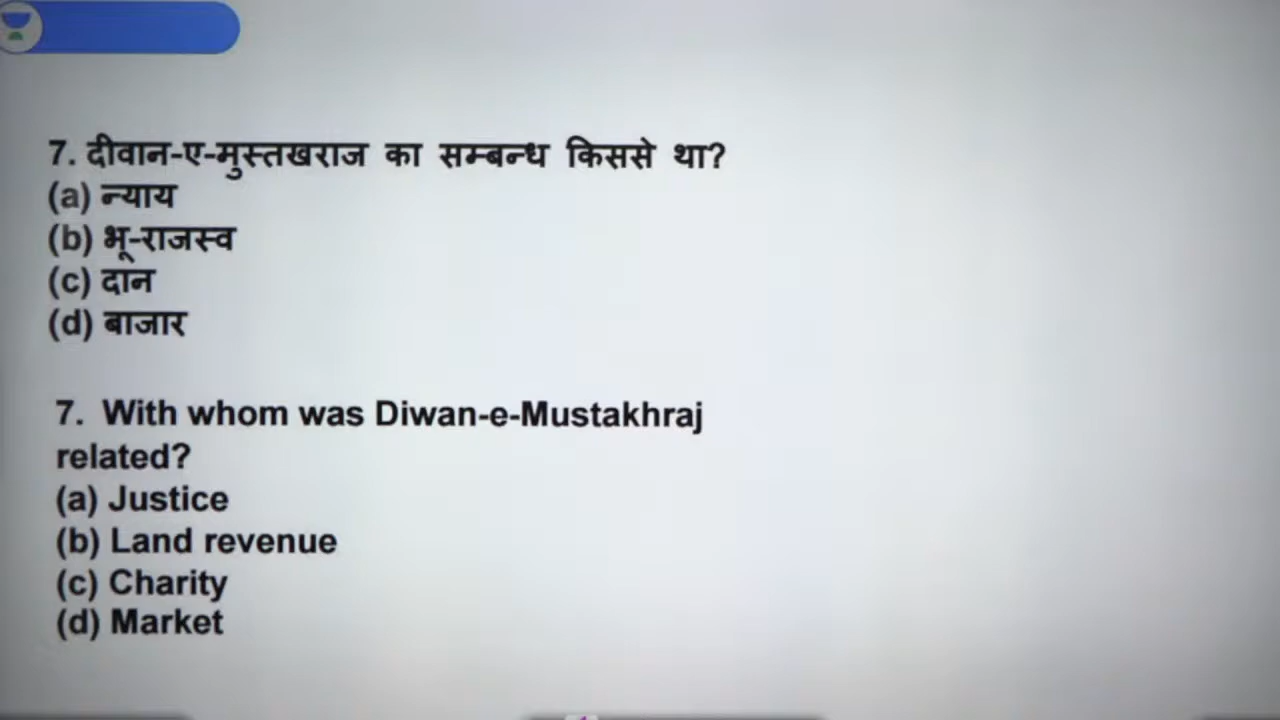 7. दीवान-ए-मुस्तखराज का सम्बन्ध किससे था?
(a) न्याय
(b) भू-राजस्व
(c) दान
(d) बाजार
7. With whom was Diwan-e-Mustakhraj
related?
(a) Justice
(b) Land revenue
(c) Charity
(d) Market